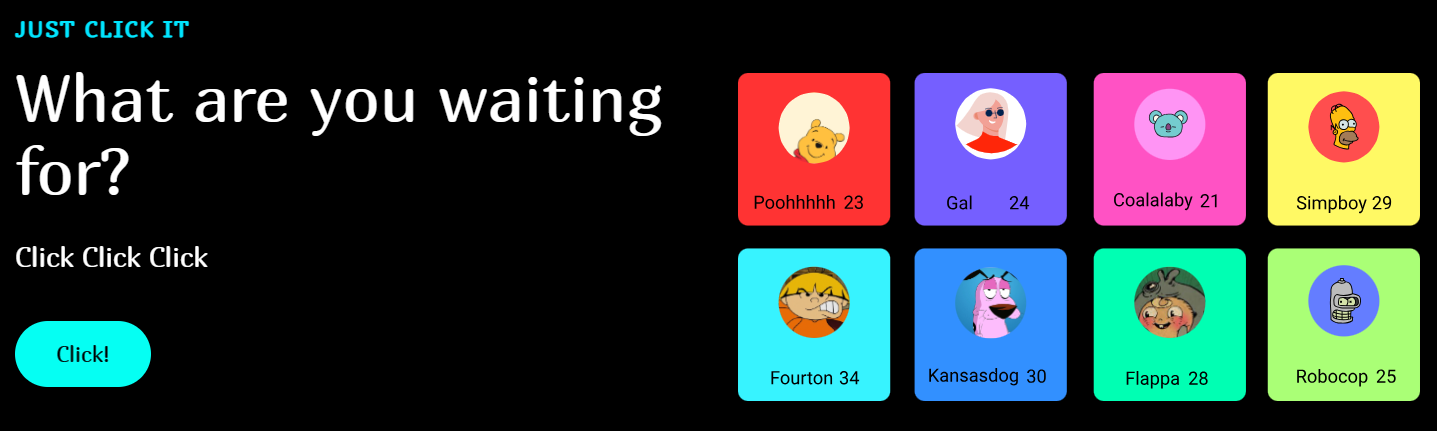 JUST CLICK IT
What are you waiting
for?
Click Click Click
Click!
Poohhhhh 23
Gal 24
Coalalaby 21
Simpboy 29
Fourton 34
Kansasdog 30
Flappa 28
Robocop 25